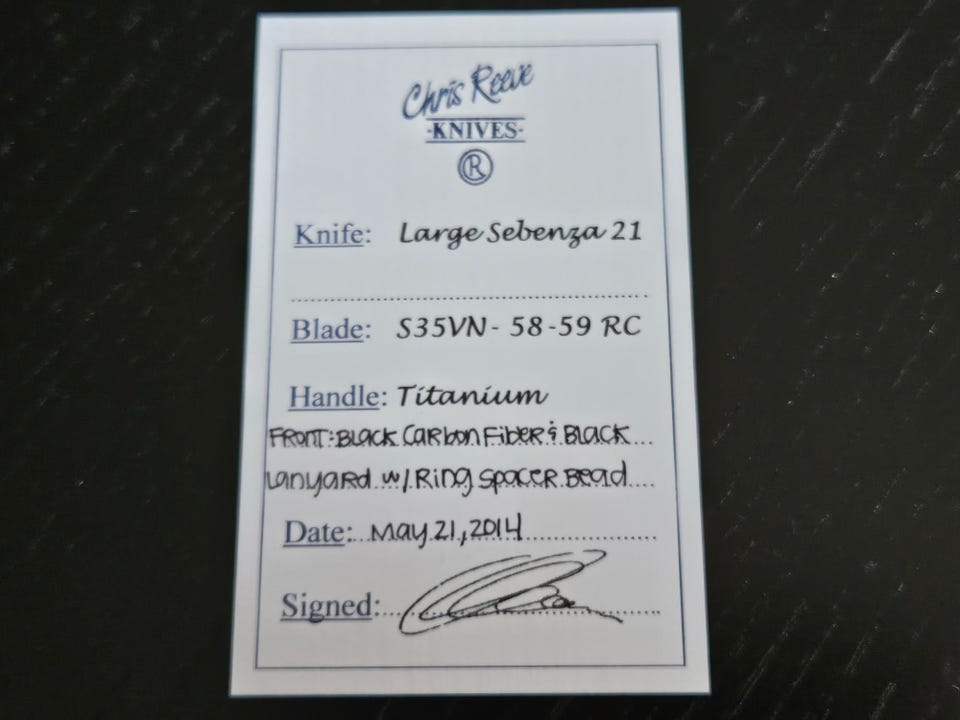 Chris Reeve
-KNIVES-
®
Knife: Large Sebenza 21
Blade: S35VN - 58-59 RC
Handle: Titanium
FRONT: BLACK CARBON FIBER & BLACK
LANYARD W/ RING SPACER BEAD
Date: MAY 21, 2014
Signed: